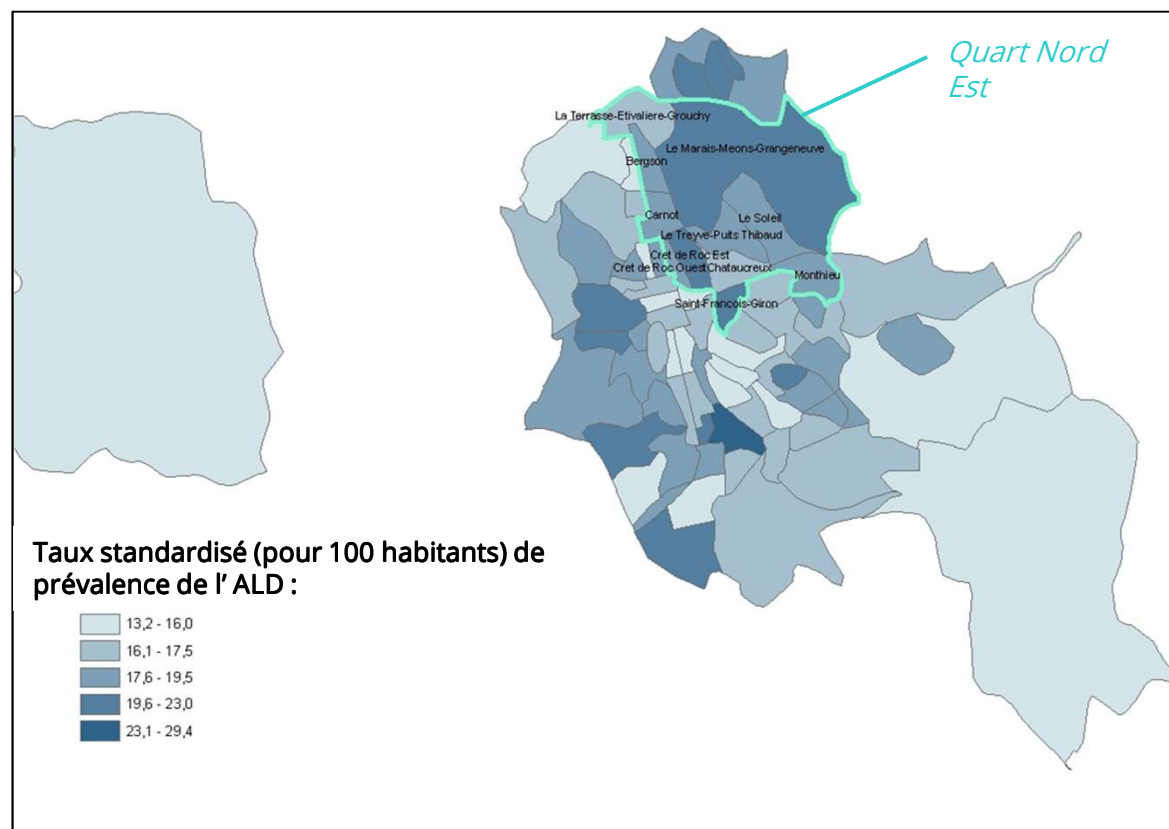 Quart Nord
Est
La Terrasse-Etivaliere-Grouchy
Le Marais-Meons-Grangeneuve
Bergson
Carnot
Le Soleil
Le Treyve-Puits Thibaud
Cret de Roc Est
Cret de Roc Ouest
Chataucreux
Monthieu
Saint-Francois-Giron
Taux standardisé (pour 100 habitants) de
prévalence de l’ ALD :
13,2 - 16,0
16,1 - 17,5
17,6 - 19,5
19,6 - 23,0
23,1 - 29,4